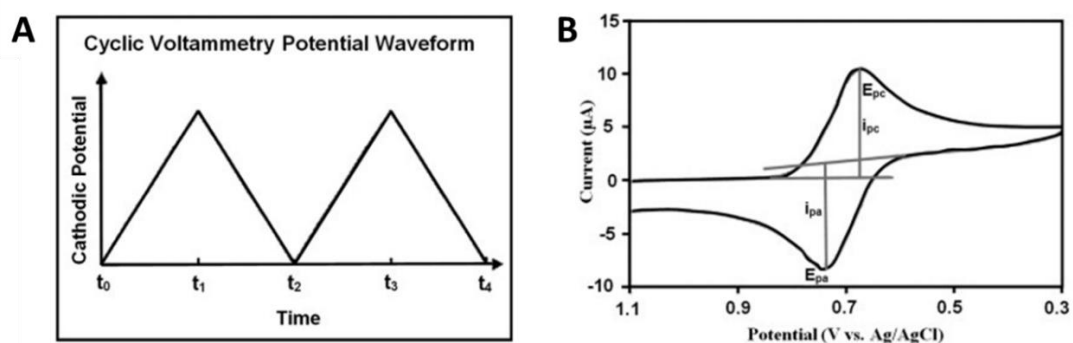 A
Cyclic Voltammetry Potential Waveform
Cathodic Potential
t₀ t₁ t₂ t₃ t₄
Time
B
Current (µA)
15
10
5
0
-5
-10
Epc
ipc
ipa
Epa
1.1 0.9 0.7 0.5 0.3
Potential (V vs. Ag/AgCl)